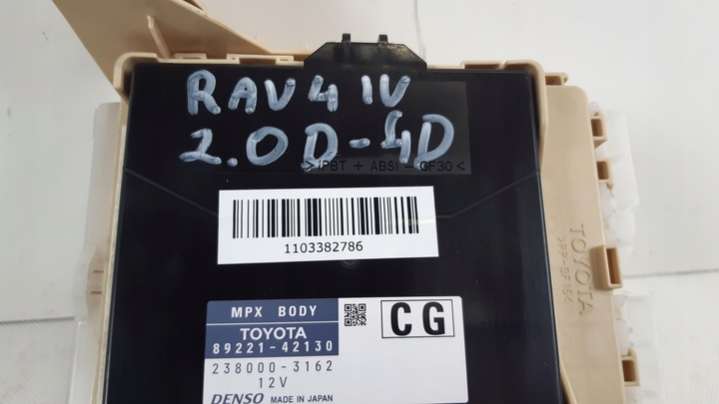 RAV4 IV
2.0 D-4D
>(PBT + ABS)-GF30<
1103382786
MPX BODY
TOYOTA
89221-42130
CG
238000-3162
12V
DENSO MADE IN JAPAN
TOYOTA